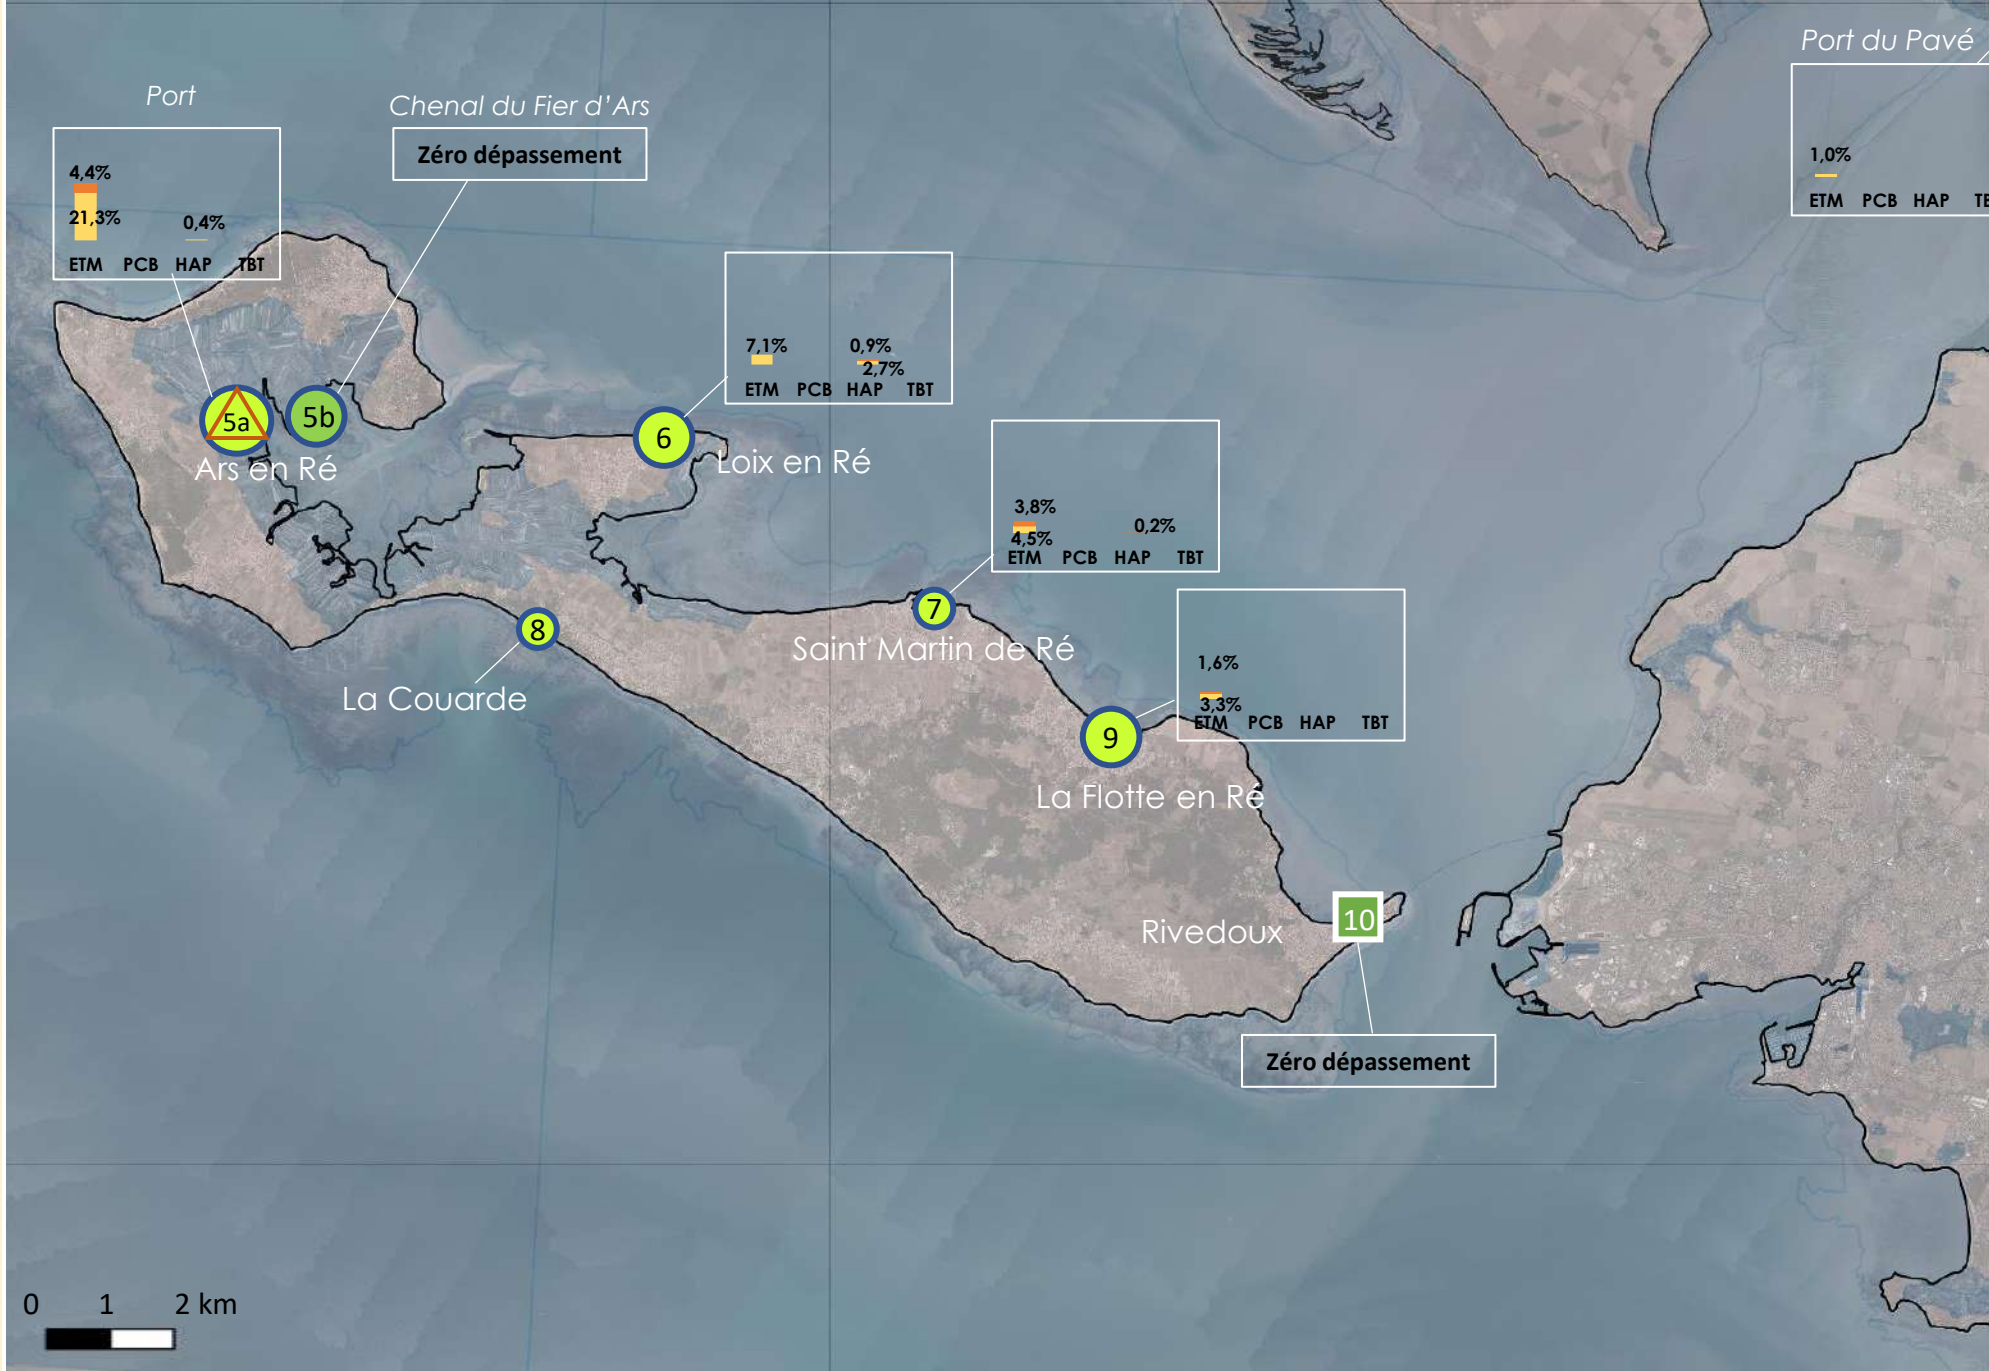 Port du Pavé
1,0%
ETM PCB HAP
Port
4,4%
21,3%
0,4%
ETM PCB HAP TBT
Chenal du Fier d'Ars
Zéro dépassement
7,1%
0,9%
2,7%
ETM PCB HAP TBT
5a
5b
Ars en Ré
6
Loix en Ré
3,8%
4,5%
0,2%
ETM PCB HAP TBT
7
Saint Martin de Ré
8
La Couarde
1,6%
3,3%
ETM PCB HAP TBT
9
La Flotte en Ré
10
Rivedoux
Zéro dépassement
0 1 2 km